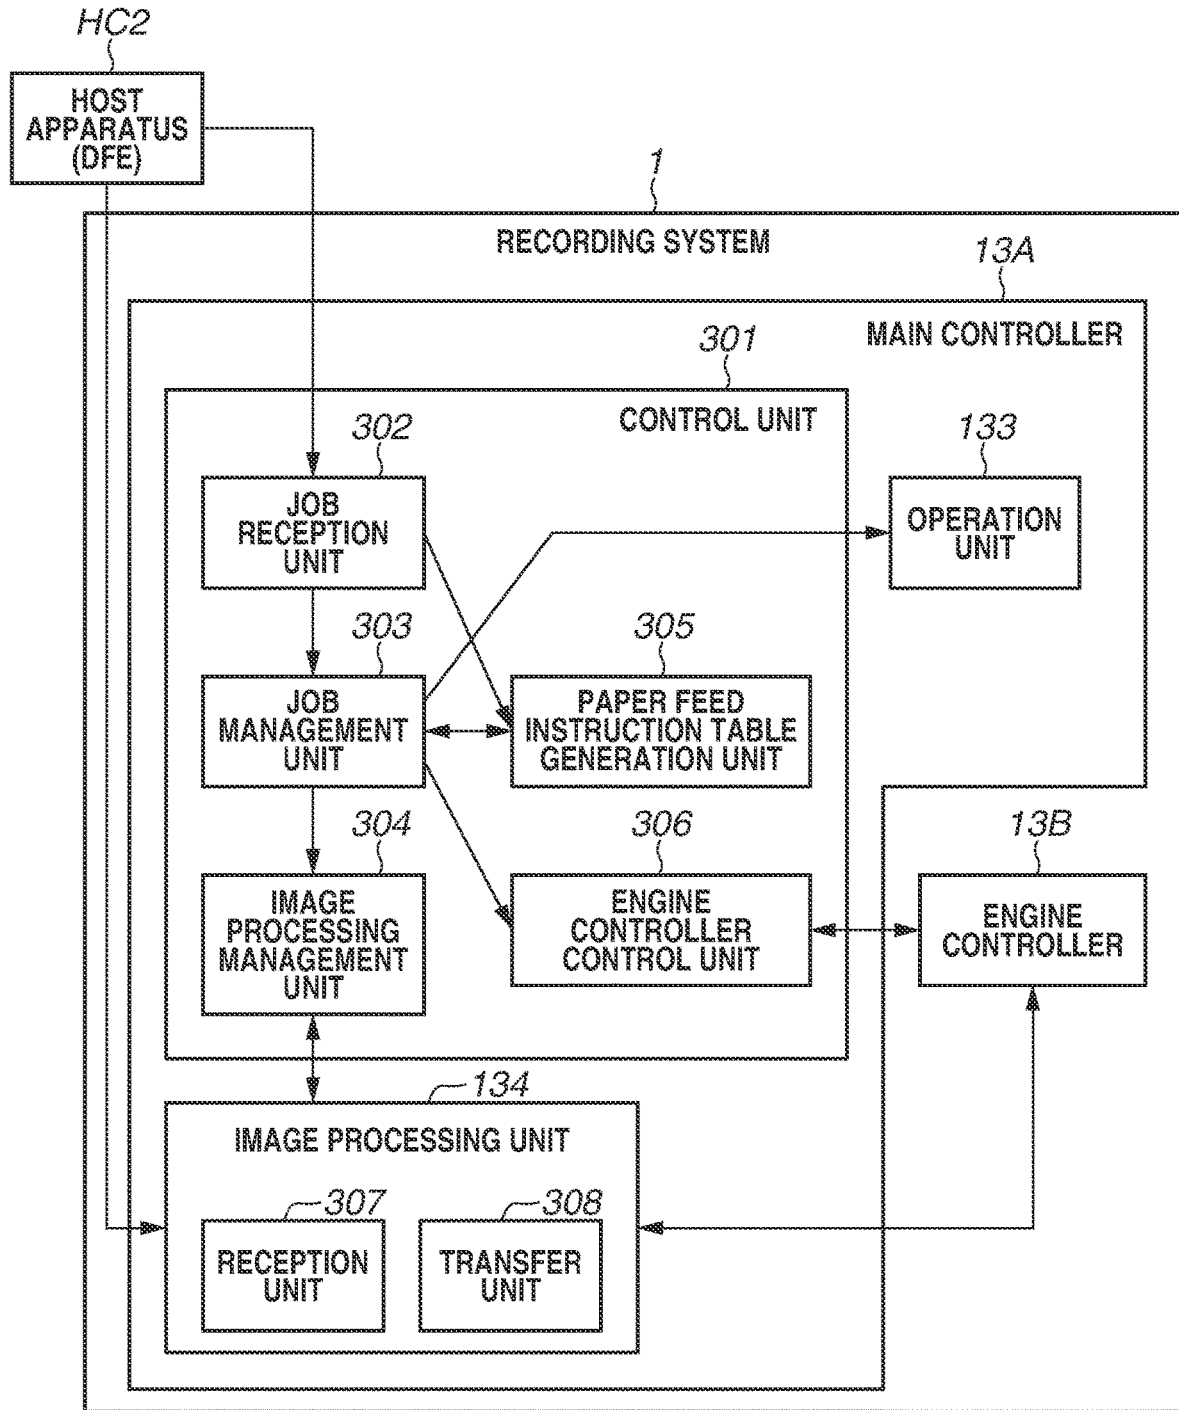 HC2
HOST
APPARATUS
(DFE)
1
RECORDING SYSTEM
13A
MAIN CONTROLLER
301
CONTROL UNIT
302
JOB
RECEPTION
UNIT
133
OPERATION
UNIT
303
JOB
MANAGEMENT
UNIT
305
PAPER FEED
INSTRUCTION TABLE
GENERATION UNIT
304
IMAGE
PROCESSING
MANAGEMENT
UNIT
306
ENGINE
CONTROLLER
CONTROL UNIT
13B
ENGINE
CONTROLLER
134
IMAGE PROCESSING UNIT
307
RECEPTION
UNIT
308
TRANSFER
UNIT